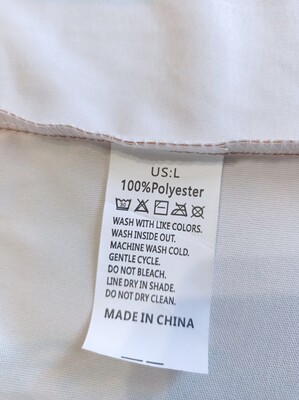 US:L
100%Polyester
WASH WITH LIKE COLORS.
WASH INSIDE OUT.
MACHINE WASH COLD.
GENTLE CYCLE.
DO NOT BLEACH.
LINE DRY IN SHADE.
DO NOT DRY CLEAN.
MADE IN CHINA